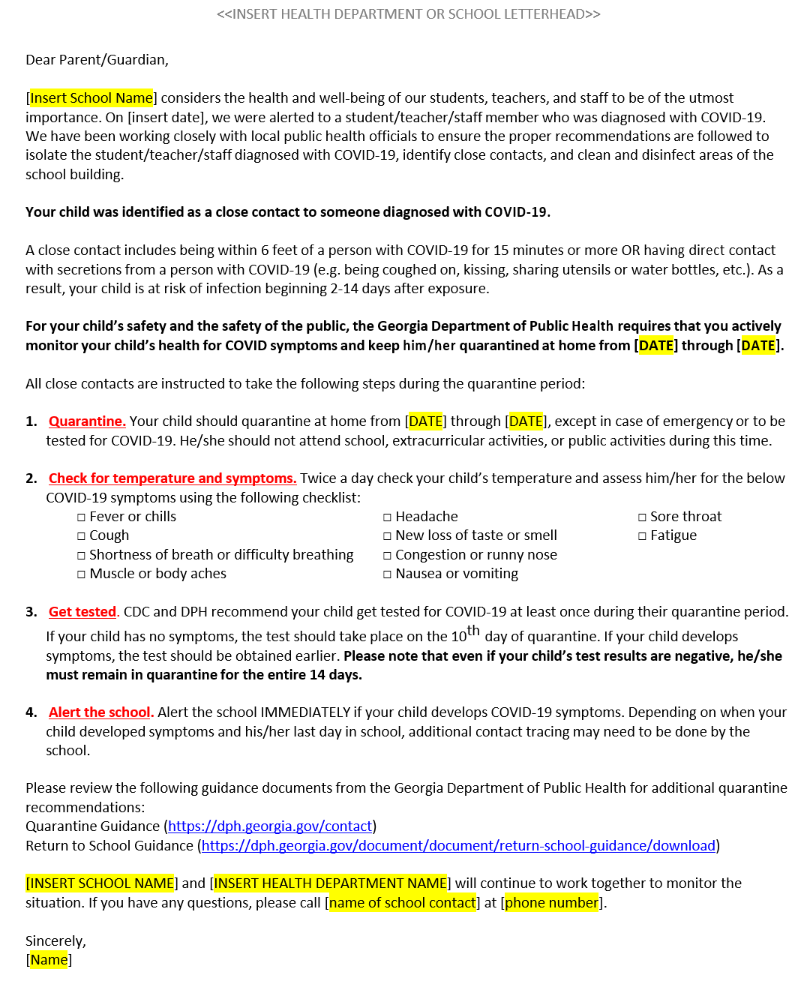 <<INSERT HEALTH DEPARTMENT OR SCHOOL LETTERHEAD>>
Dear Parent/Guardian,
[Insert School Name] considers the health and well-being of our students, teachers, and staff to be of the utmost
importance. On [insert date], we were alerted to a student/teacher/staff member who was diagnosed with COVID-19.
We have been working closely with local public health officials to ensure the proper recommendations are followed to
isolate the student/teacher/staff diagnosed with COVID-19, identify close contacts, and clean and disinfect areas of the
school building.
Your child was identified as a close contact to someone diagnosed with COVID-19.
A close contact includes being within 6 feet of a person with COVID-19 for 15 minutes or more OR having direct contact
with secretions from a person with COVID-19 (e.g. being coughed on, kissing, sharing utensils or water bottles, etc.). As a
result, your child is at risk of infection beginning 2-14 days after exposure.
For your child's safety and the safety of the public, the Georgia Department of Public Health requires that you actively
monitor your child's health for COVID symptoms and keep him/her quarantined at home from [DATE] through [DATE].
All close contacts are instructed to take the following steps during the quarantine period:
1. Quarantine. Your child should quarantine at home from [DATE] through [DATE], except in case of emergency or to be
tested for COVID-19. He/she should not attend school, extracurricular activities, or public activities during this time.
2. Check for temperature and symptoms. Twice a day check your child's temperature and assess him/her for the below
COVID-19 symptoms using the following checklist:
□ Fever or chills □ Headache □ Sore throat
□ Cough □ New loss of taste or smell □ Fatigue
□ Shortness of breath or difficulty breathing □ Congestion or runny nose
□ Muscle or body aches □ Nausea or vomiting
3. Get tested. CDC and DPH recommend your child get tested for COVID-19 at least once during their quarantine period.
If your child has no symptoms, the test should take place on the 10th day of quarantine. If your child develops
symptoms, the test should be obtained earlier. Please note that even if your child's test results are negative, he/she
must remain in quarantine for the entire 14 days.
4. Alert the school. Alert the school IMMEDIATELY if your child develops COVID-19 symptoms. Depending on when your
child developed symptoms and his/her last day in school, additional contact tracing may need to be done by the
school.
Please review the following guidance documents from the Georgia Department of Public Health for additional quarantine
recommendations:
Quarantine Guidance (https://dph.georgia.gov/contact)
Return to School Guidance (https://dph.georgia.gov/document/document/return-school-guidance/download)
[INSERT SCHOOL NAME] and [INSERT HEALTH DEPARTMENT NAME] will continue to work together to monitor the
situation. If you have any questions, please call [name of school contact] at [phone number].
Sincerely,
[Name]